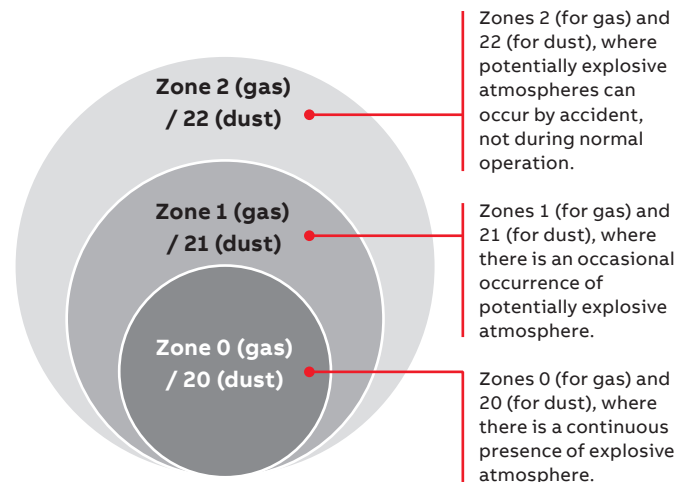 Zone 2 (gas)
/ 22 (dust)
Zones 2 (for gas) and
22 (for dust), where
potentially explosive
atmospheres can
occur by accident,
not during normal
operation.
Zone 1 (gas)
/ 21 (dust)
Zones 1 (for gas) and
21 (for dust), where
there is an occasional
occurrence of
potentially explosive
atmosphere.
Zone 0 (gas)
/ 20 (dust)
Zones 0 (for gas) and
20 (for dust), where
there is a continuous
presence of explosive
atmosphere.